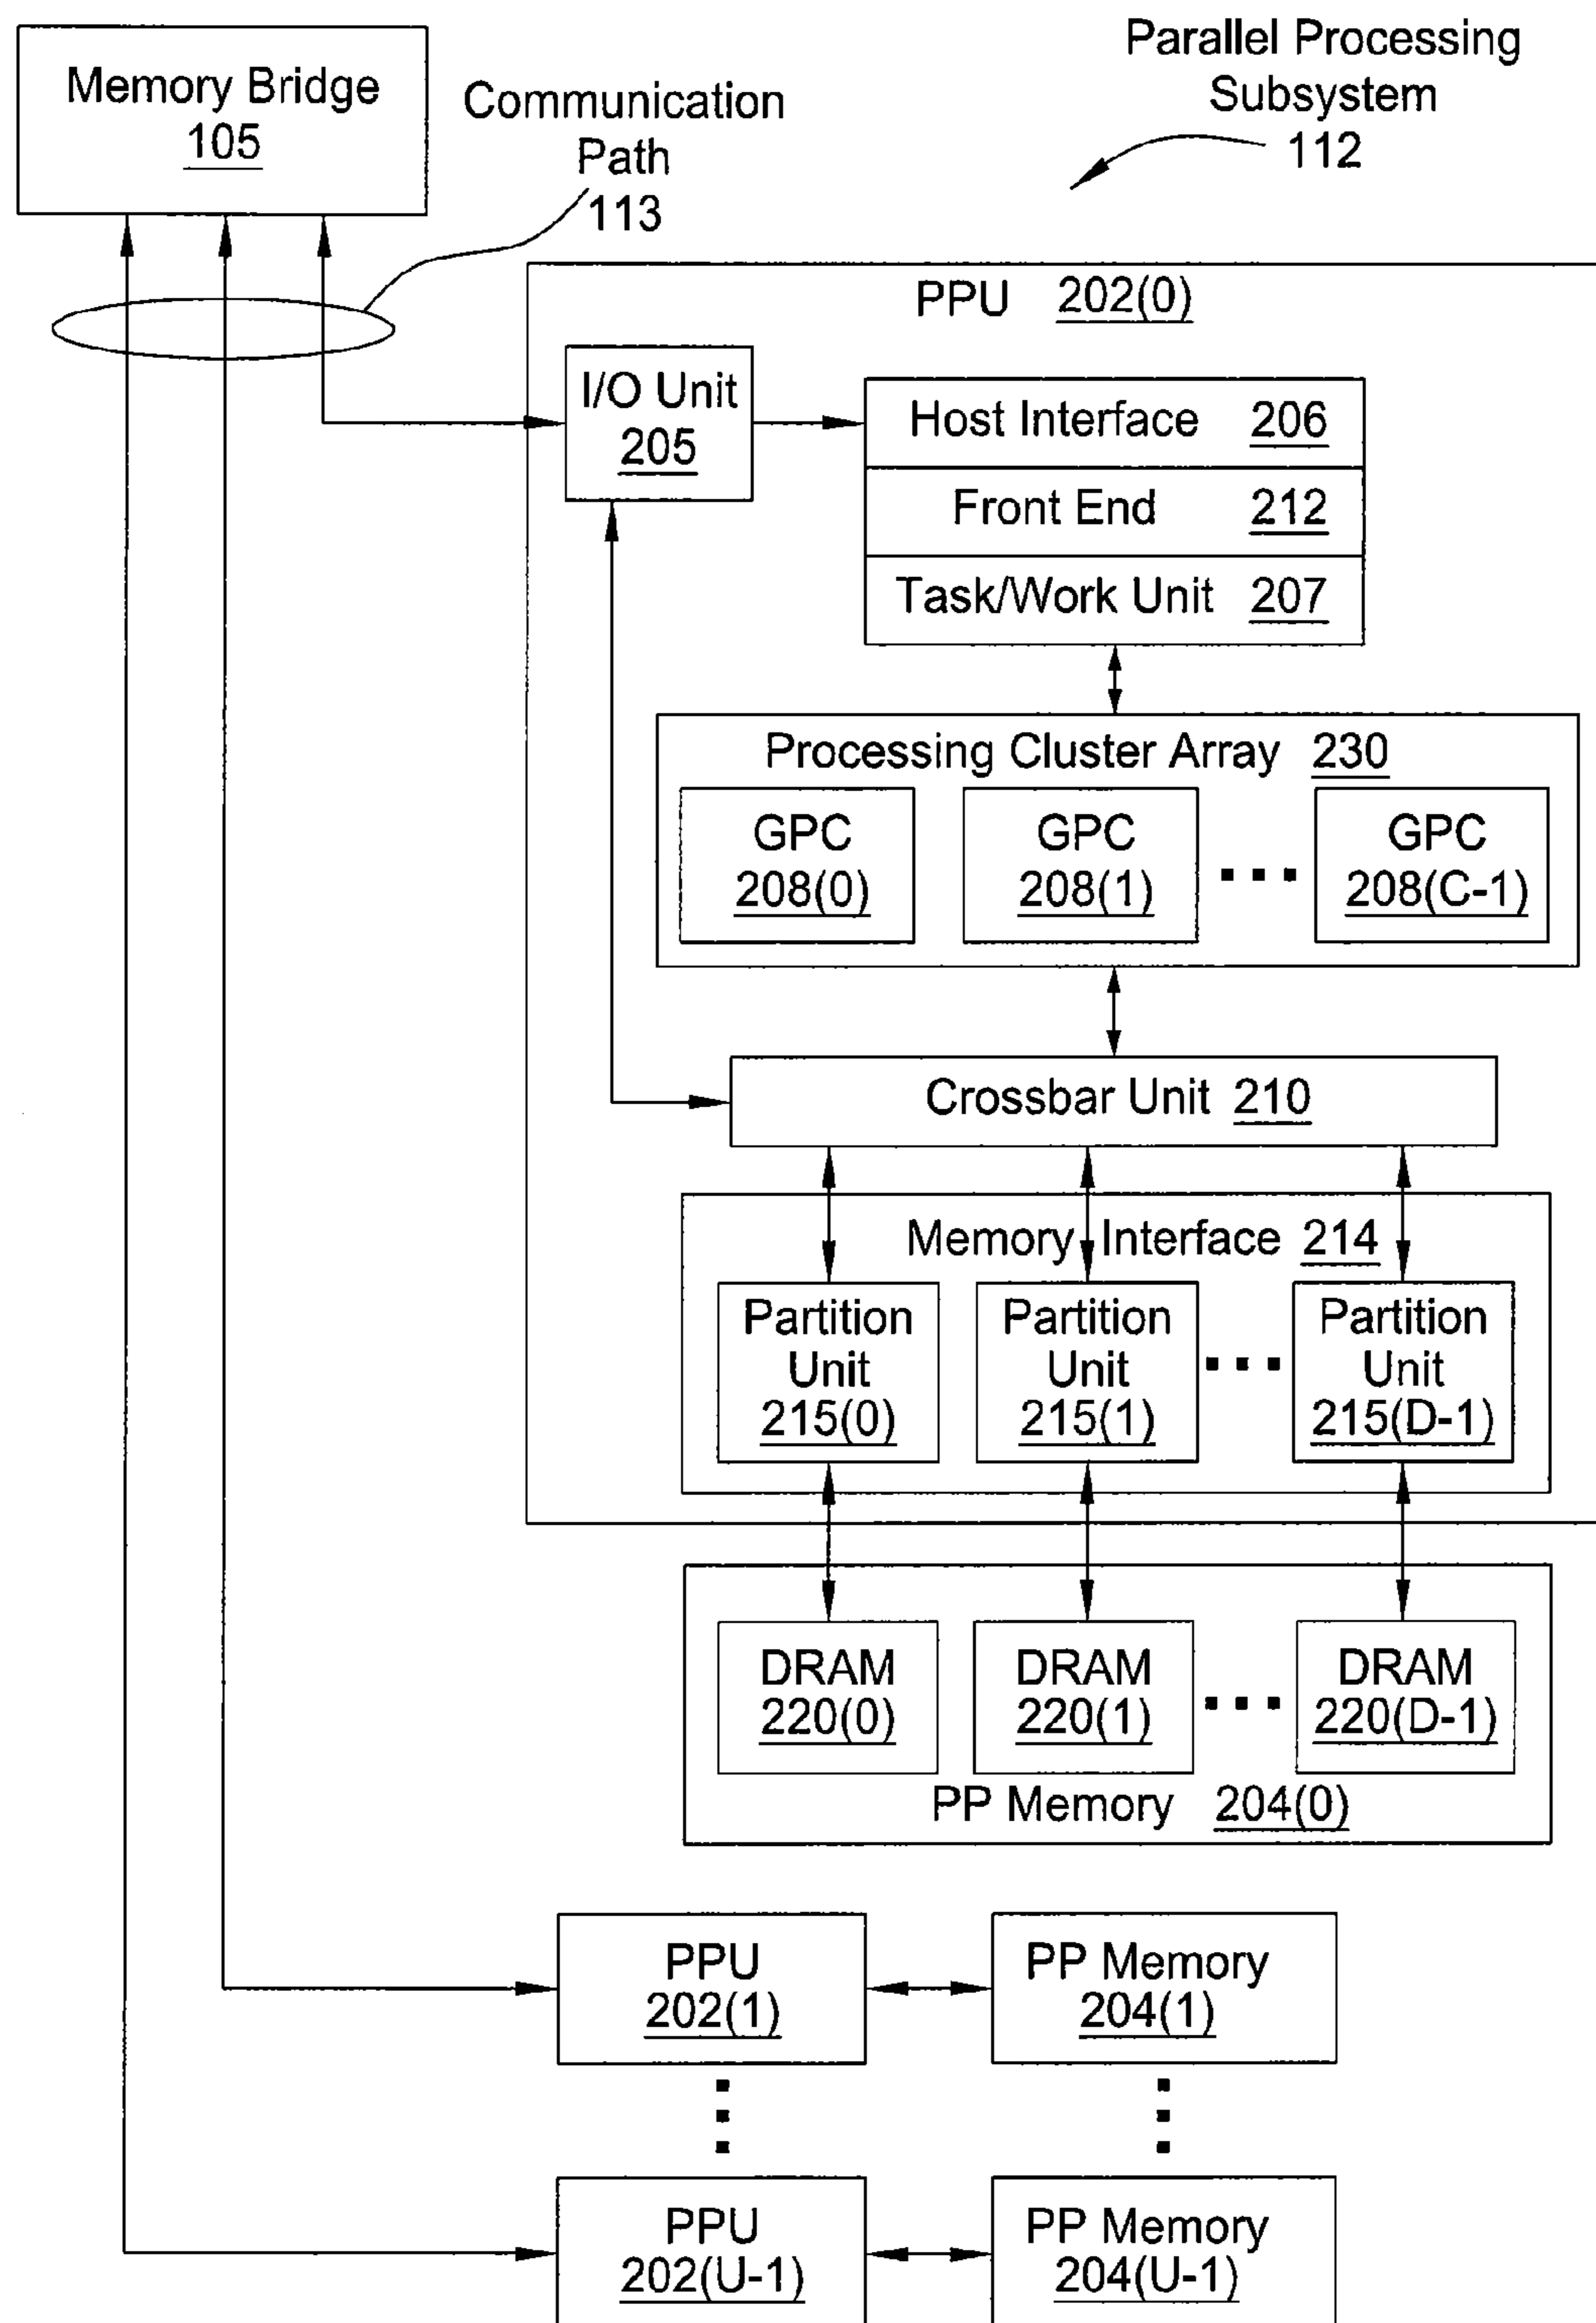 Parallel Processing
Subsystem
112
Memory Bridge
105
Communication
Path
113
PPU 202(0)
I/O Unit
205
Host Interface 206
Front End 212
Task/Work Unit 207
Processing Cluster Array 230
GPC
208(0)
GPC
208(1)
GPC
208(C-1)
Crossbar Unit 210
Memory Interface 214
Partition
Unit
215(0)
Partition
Unit
215(1)
Partition
Unit
215(D-1)
DRAM
220(0)
DRAM
220(1)
DRAM
220(D-1)
PP Memory 204(0)
PPU
202(1)
PP Memory
204(1)
PPU
202(U-1)
PP Memory
204(U-1)